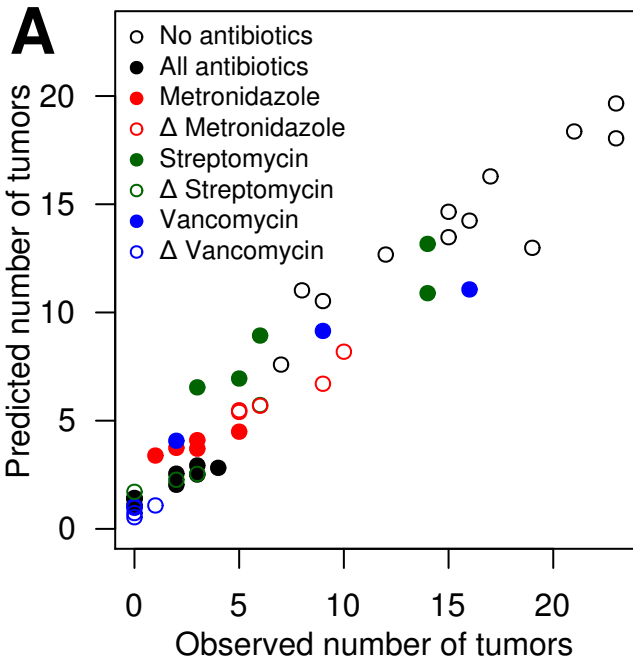 A
No antibiotics
All antibiotics
Metronidazole
Δ Metronidazole
Streptomycin
Δ Streptomycin
Vancomycin
Δ Vancomycin
Predicted number of tumors
20
15
10
5
0
0 5 10 15 20
Observed number of tumors